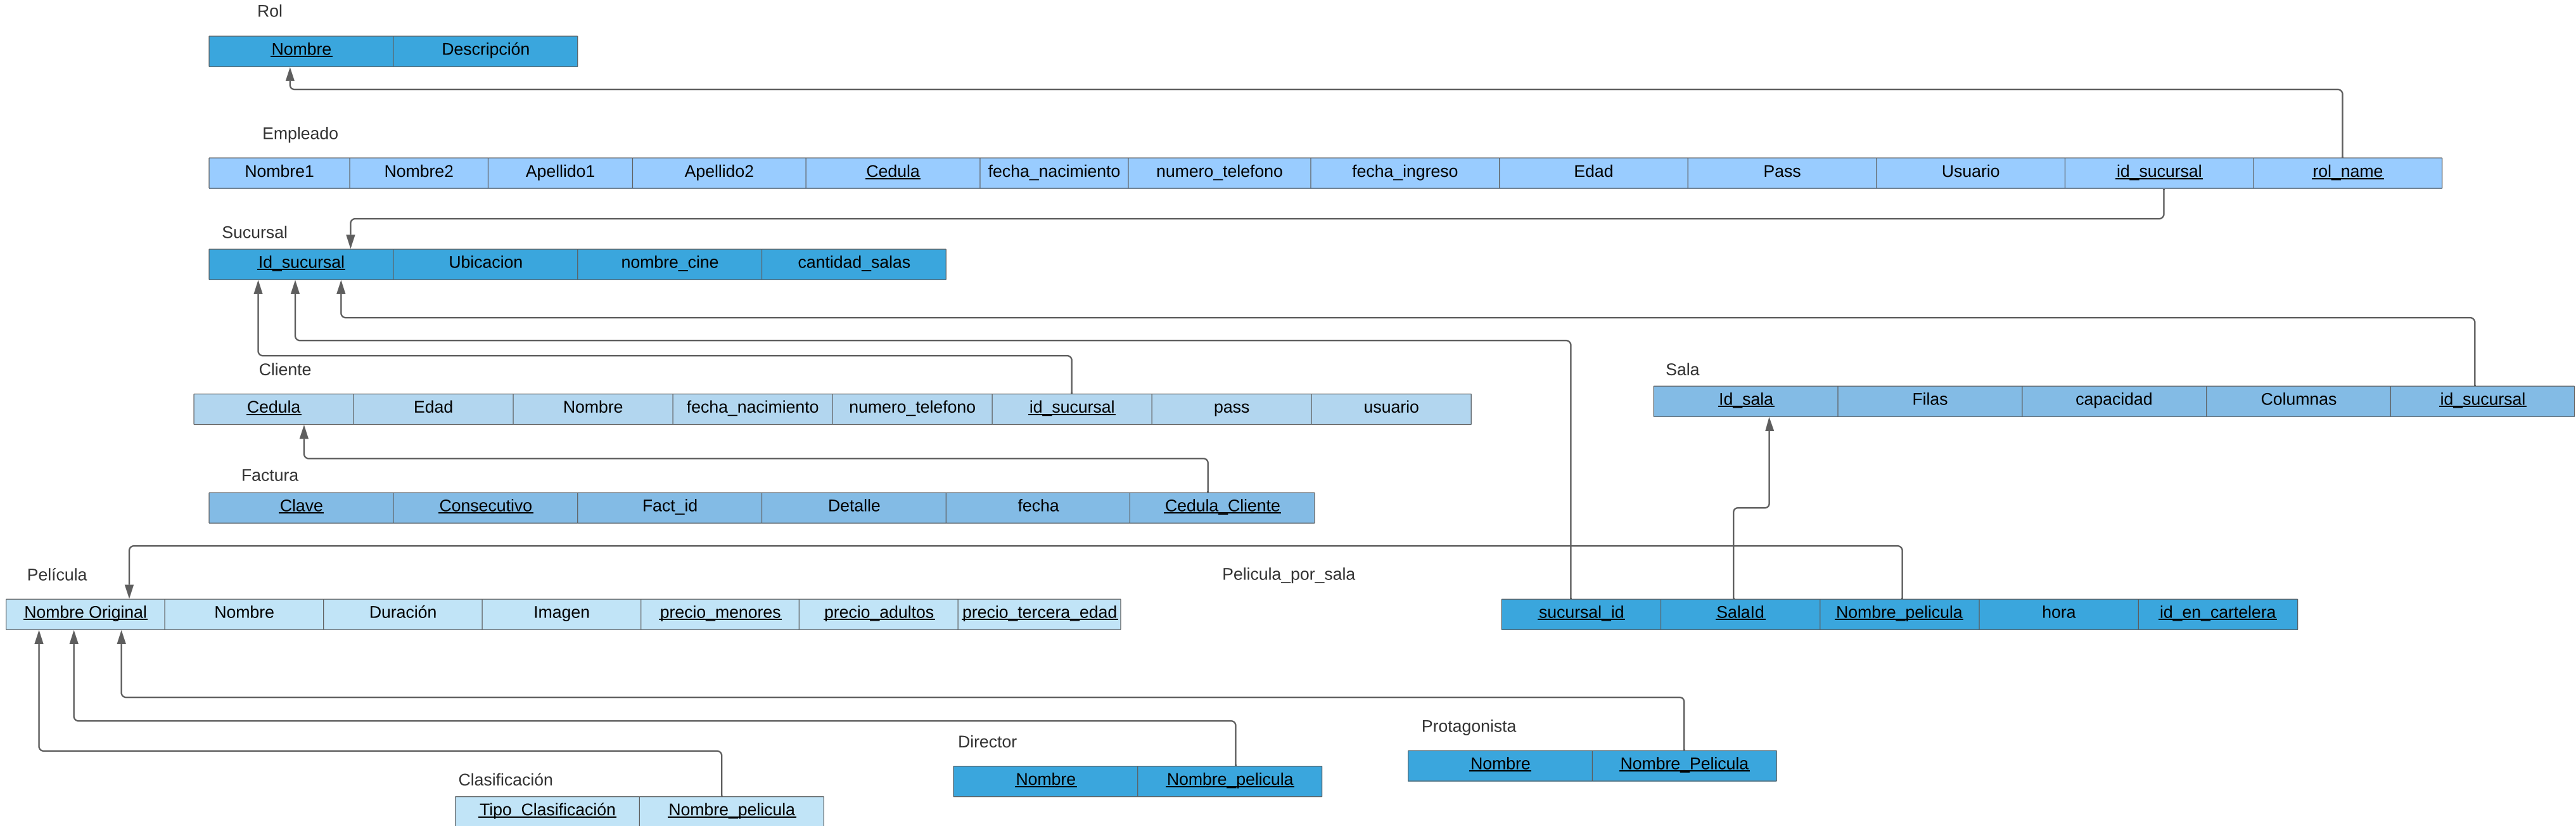 Rol
Nombre Descripción
Empleado
Nombre1 Nombre2 Apellido1 Apellido2 Cedula fecha_nacimiento numero_telefono fecha_ingreso Edad Pass Usuario id_sucursal rol_name
Sucursal
Id_sucursal Ubicacion nombre_cine cantidad_salas
Cliente
Cedula Edad Nombre fecha_nacimiento numero_telefono id_sucursal pass usuario
Sala
Id_sala Filas capacidad Columnas id_sucursal
Factura
Clave Consecutivo Fact_id Detalle fecha Cedula_Cliente
Película
Nombre Original Nombre Duración Imagen precio_menores precio_adultos precio_tercera_edad
Pelicula_por_sala
sucursal_id SalaId Nombre_pelicula hora id_en_cartelera
Clasificación
Tipo_Clasificación Nombre_pelicula
Director
Nombre Nombre_pelicula
Protagonista
Nombre Nombre_Pelicula